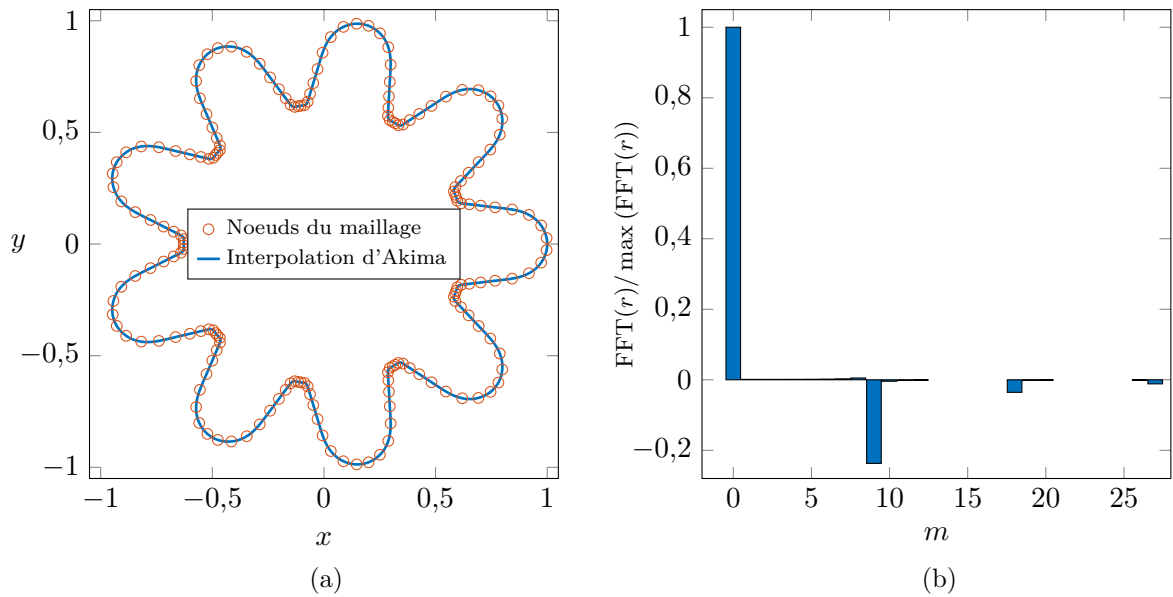 1
0,5
0
−0,5
−1
y
−1
−0,5
0
0,5
1
x
Noeuds du maillage
Interpolation d'Akima
(a)
1
0,8
0,6
0,4
0,2
0
−0,2
FFT(r)/ max (FFT(r))
0
5
10
15
20
25
m
(b)